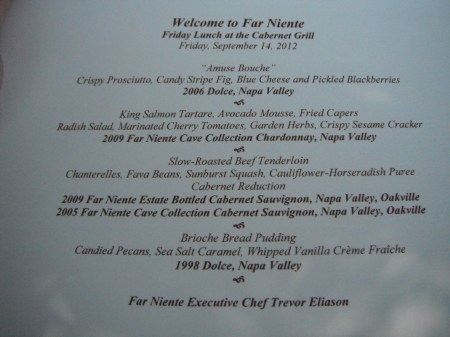 Welcome to Far Niente
Friday Lunch at the Cabernet Grill
Friday, September 14, 2012
"Amuse Bouche"
Crispy Prosciutto, Candy Stripe Fig, Blue Cheese and Pickled Blackberries
2006 Dolce, Napa Valley
King Salmon Tartare, Avocado Mousse, Fried Capers
Radish Salad, Marinated Cherry Tomatoes, Garden Herbs, Crispy Sesame Cracker
2009 Far Niente Cave Collection Chardonnay, Napa Valley
Slow-Roasted Beef Tenderloin
Chanterelles, Fava Beans, Sunburst Squash, Cauliflower-Horseradish Puree
Cabernet Reduction
2009 Far Niente Estate Bottled Cabernet Sauvignon, Napa Valley, Oakville
2005 Far Niente Cave Collection Cabernet Sauvignon, Napa Valley, Oakville
Brioche Bread Pudding
Candied Pecans, Sea Salt Caramel, Whipped Vanilla Crème Fraîche
1998 Dolce, Napa Valley
Far Niente Executive Chef Trevor Eliason